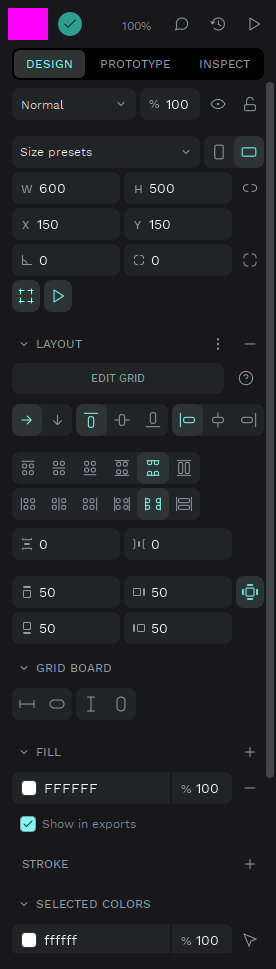 100%
DESIGN PROTOTYPE INSPECT
Normal % 100
Size presets
W 600 H 500
X 150 Y 150
0 0
LAYOUT
EDIT GRID
0 0
50 50
50 50
GRID BOARD
FILL
FFFFFF % 100
Show in exports
STROKE
SELECTED COLORS
ffffff % 100